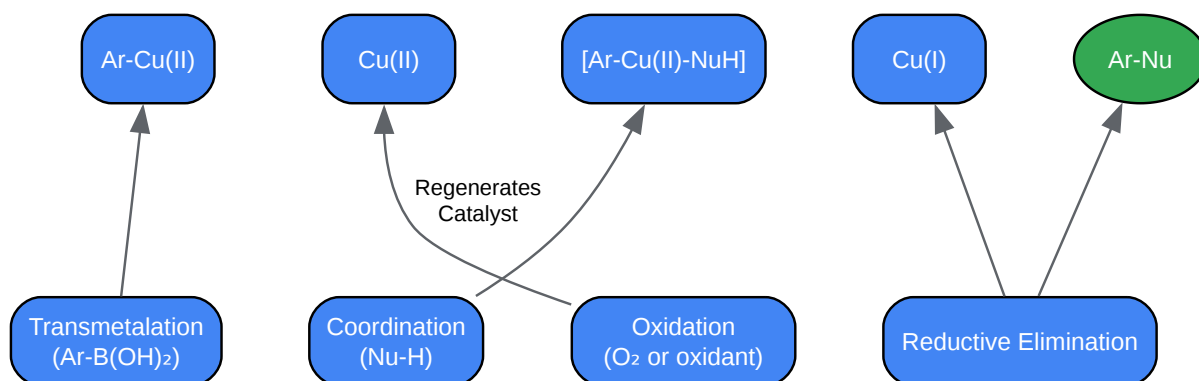 Ar-Cu(II)
Cu(II)
[Ar-Cu(II)-NuH]
Cu(I)
Ar-Nu
Regenerates
Catalyst
Transmetalation
(Ar-B(OH)₂)
Coordination
(Nu-H)
Oxidation
(O₂ or oxidant)
Reductive Elimination